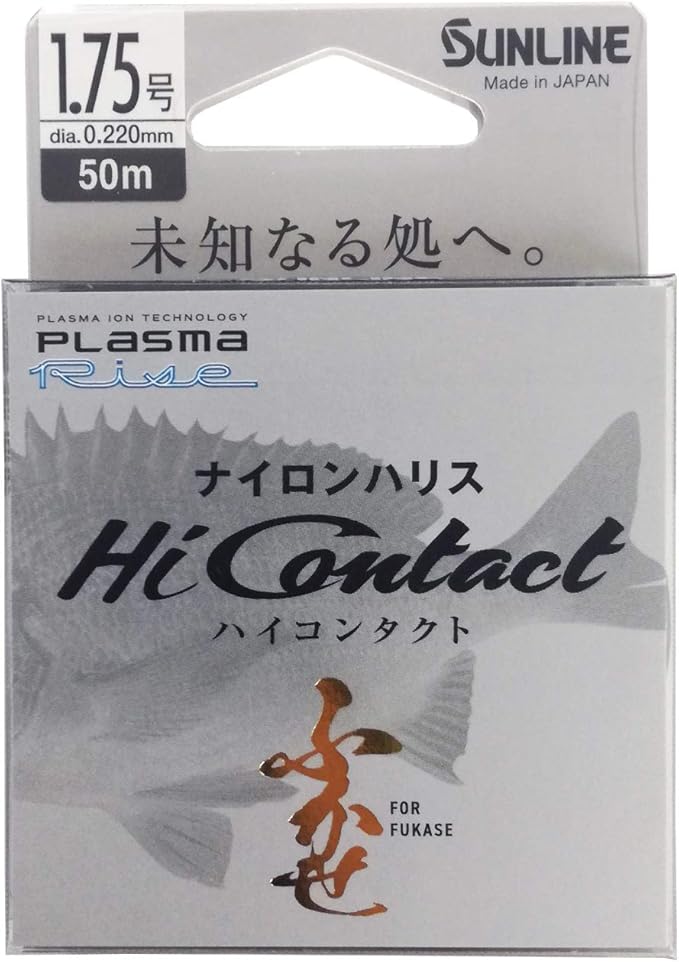 1.75号
dia.0.220mm
50m
SUNLINE
Made in JAPAN
未知なる処へ。
PLASMA ION TECHNOLOGY
PLASMA
Rise
ナイロンハリス
Hi Contact
ハイコンタクト
ふかせ
FOR
FUKASE